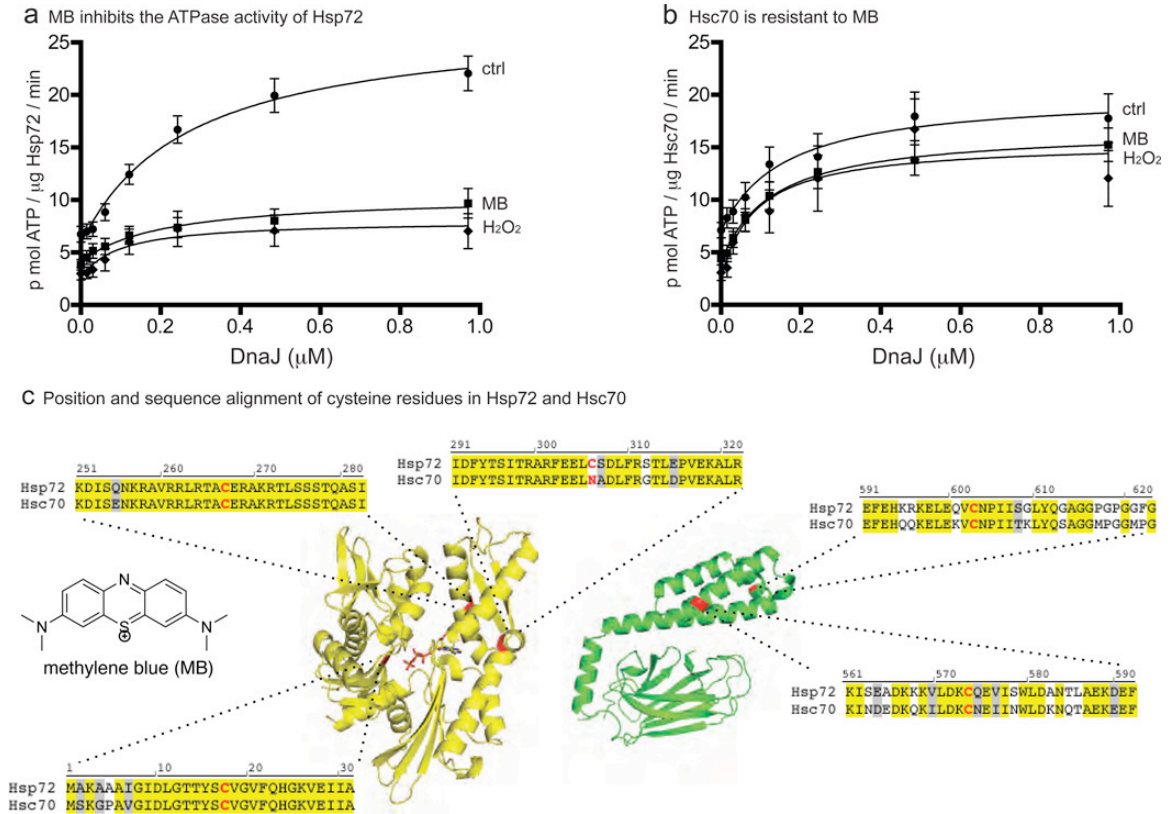 a MB inhibits the ATPase activity of Hsp72
p mol ATP / μg Hsp72 / min
25
20
15
10
5
0
ctrl
MB
H₂O₂
0.0 0.2 0.4 0.6 0.8 1.0
DnaJ (μM)
b Hsc70 is resistant to MB
p mol ATP / μg Hsc70 / min
25
20
15
10
5
0
ctrl
MB
H₂O₂
0.0 0.2 0.4 0.6 0.8 1.0
DnaJ (μM)
c Position and sequence alignment of cysteine residues in Hsp72 and Hsc70
251 260 270 282
Hsp72 KDISQNKRAVRRLRTACERAKRTLSSSTQASI
Hsc70 KDISENKRAVRRLRTACERAKRTLSSSTQASI
291 300 310 320
Hsp72 IDFYTSITRARFEELCSDLFRSTLEPVEKALR
Hsc70 IDFYTSITRARFEELNADLFRGTLDPVEKALR
591 600 610 620
Hsp72 EFEHKRKELEQVCNPIISGLYQGAGGPGPGGFG
Hsc70 EFEHQQKELEKVCNPIITKLYQSAGGMPGGMPG
N
N
N
S
⊕
methylene blue (MB)
561 570 580 590
Hsp72 KISEADKKKVLDKCQEVISWLDANTLAEKDEF
Hsc70 KINDEDKQKILDKCNEIINWLDKNQTAEKEEF
1 10 20 30
Hsp72 MAKAAAIGIDLGTTYSCVGVFQHGKVEIIA
Hsc70 MSKGPAVGIDLGTTYSCVGVFQHGKVEIIA